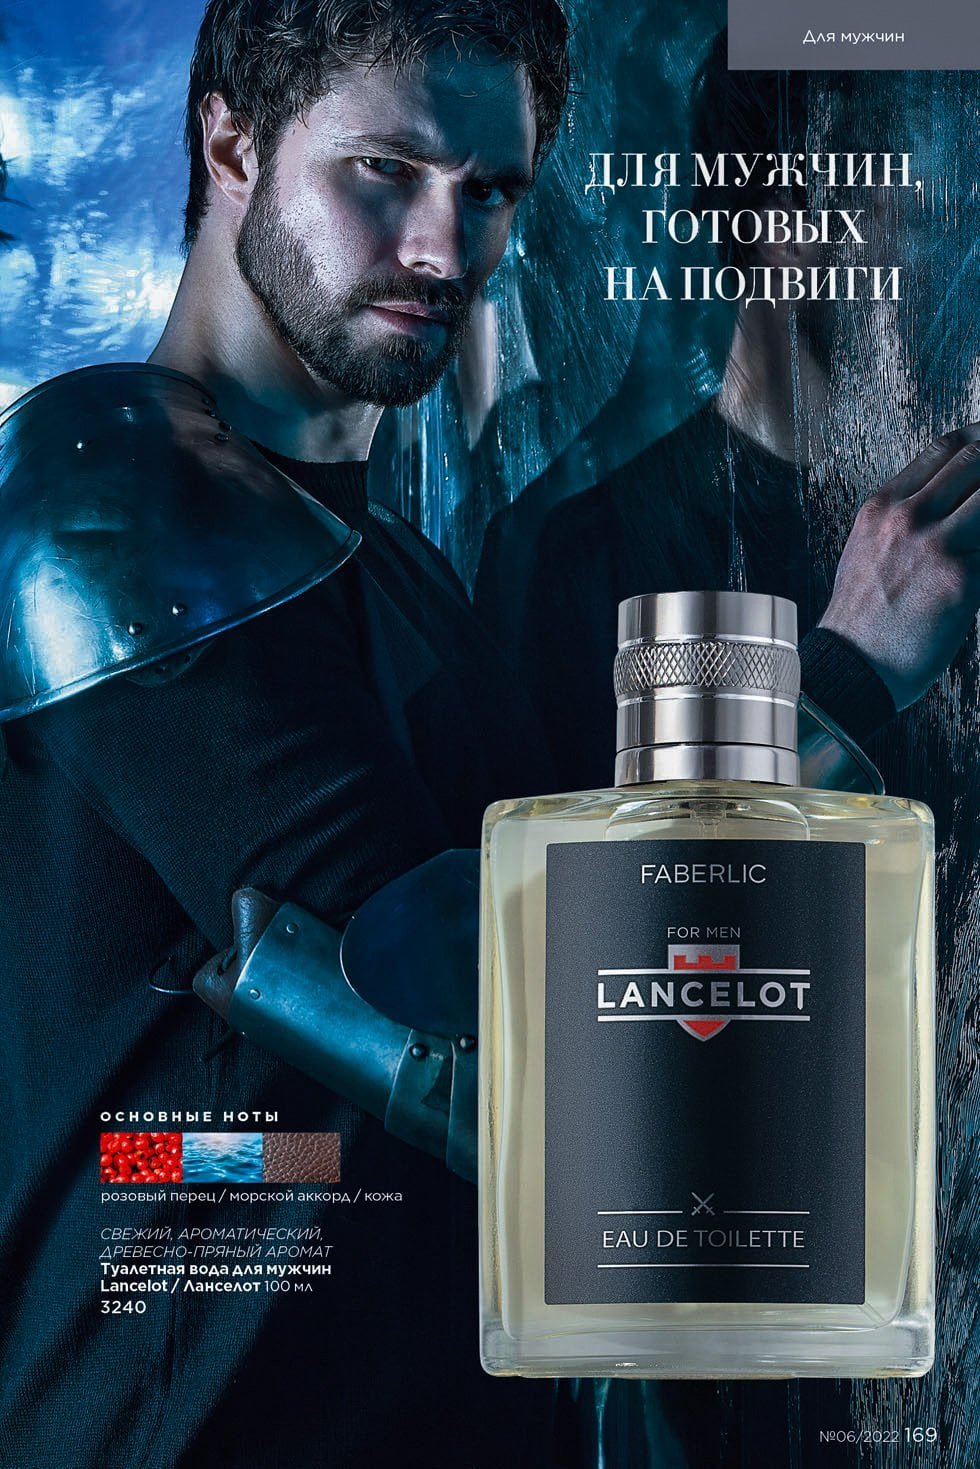 Для мужчин
ДЛЯ МУЖЧИН,
ГОТОВЫХ
НА ПОДВИГИ
FABERLIC
FOR MEN
LANCELOT
EAU DE TOILETTE
ОСНОВНЫЕ НОТЫ
розовый перец / морской аккорд / кожа
СВЕЖИЙ, АРОМАТИЧЕСКИЙ,
ДРЕВЕСНО-ПРЯНЫЙ АРОМАТ
Туалетная вода для мужчин
Lancelot / Ланселот 100 мл
3240
№06/2022 169